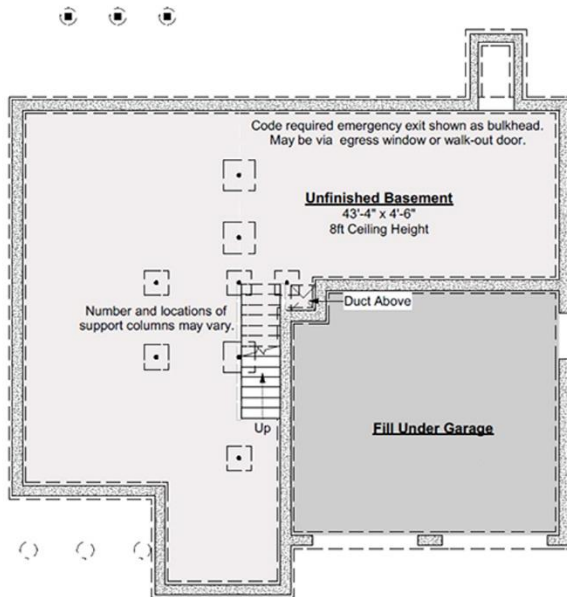 Code required emergency exit shown as bulkhead.
May be via egress window or walk-out door.
Unfinished Basement
43'-4" x 4'-6"
8ft Ceiling Height
Duct Above
Number and locations of
support columns may vary.
Up
Fill Under Garage